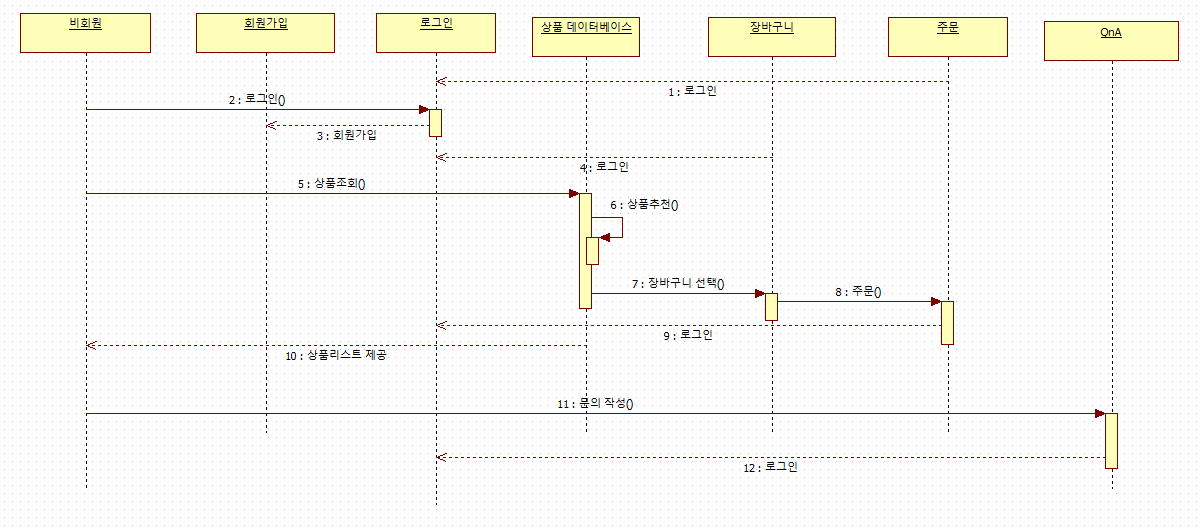 비회원
회원가입
로그인
상품 데이터베이스
장바구니
주문
QnA
1 : 로그인
2 : 로그인()
3 : 회원가입
4 : 로그인
5 : 상품조회()
6 : 상품추천()
7 : 장바구니 선택()
8 : 주문()
9 : 로그인
10 : 상품리스트 제공
11 : 문의 작성()
12 : 로그인